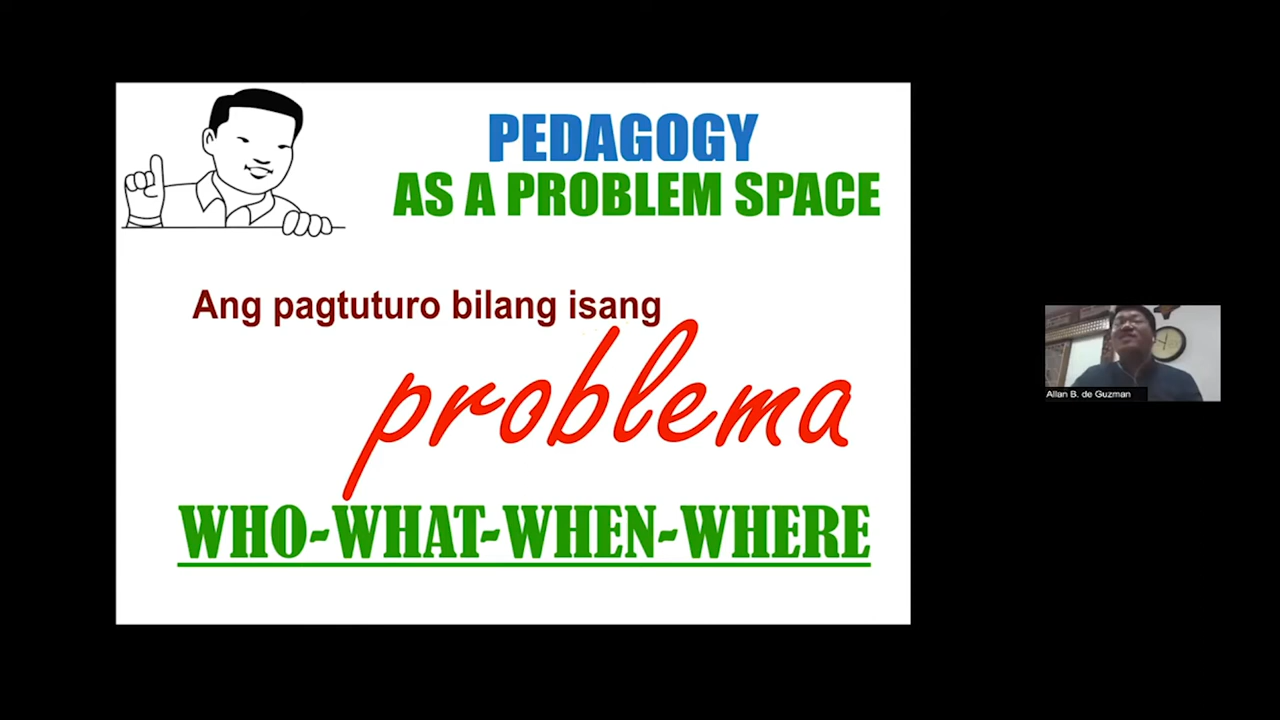 PEDAGOGY
AS A PROBLEM SPACE
Ang pagtuturo bilang isang
problema
WHO-WHAT-WHEN-WHERE
Allan B. de Guzman